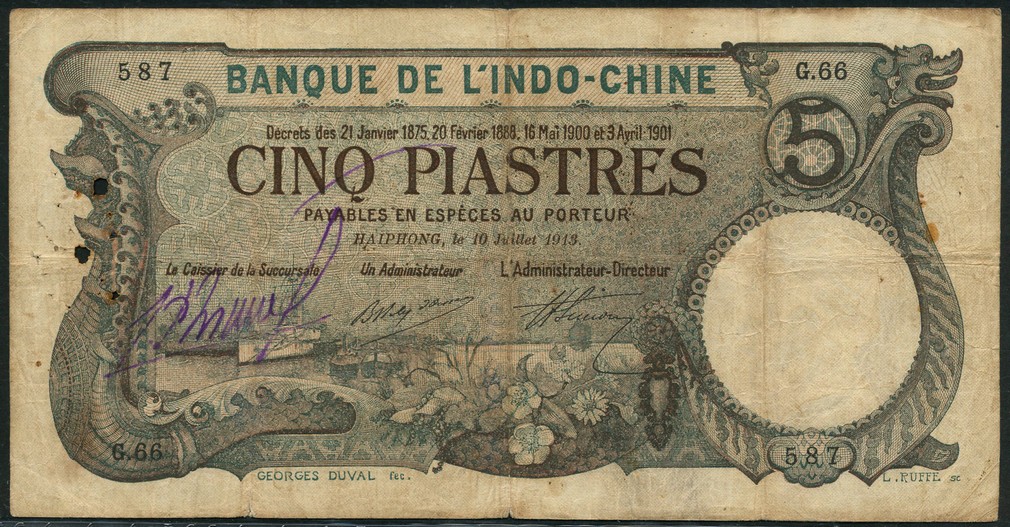 587
BANQUE DE L'INDO-CHINE
G.66
Décrets des 21 Janvier 1875, 20 Février 1888, 16 Mai 1900 et 3 Avril 1901
5
CINQ PIASTRES
PAYABLES EN ESPÈCES AU PORTEUR
HAIPHONG, le 10 Juillet 1913.
Le Caissier de la Succursale
Un Administrateur
L'Administrateur-Directeur
G.66
587
GEORGES DUVAL fec.
L. RUFFE sc